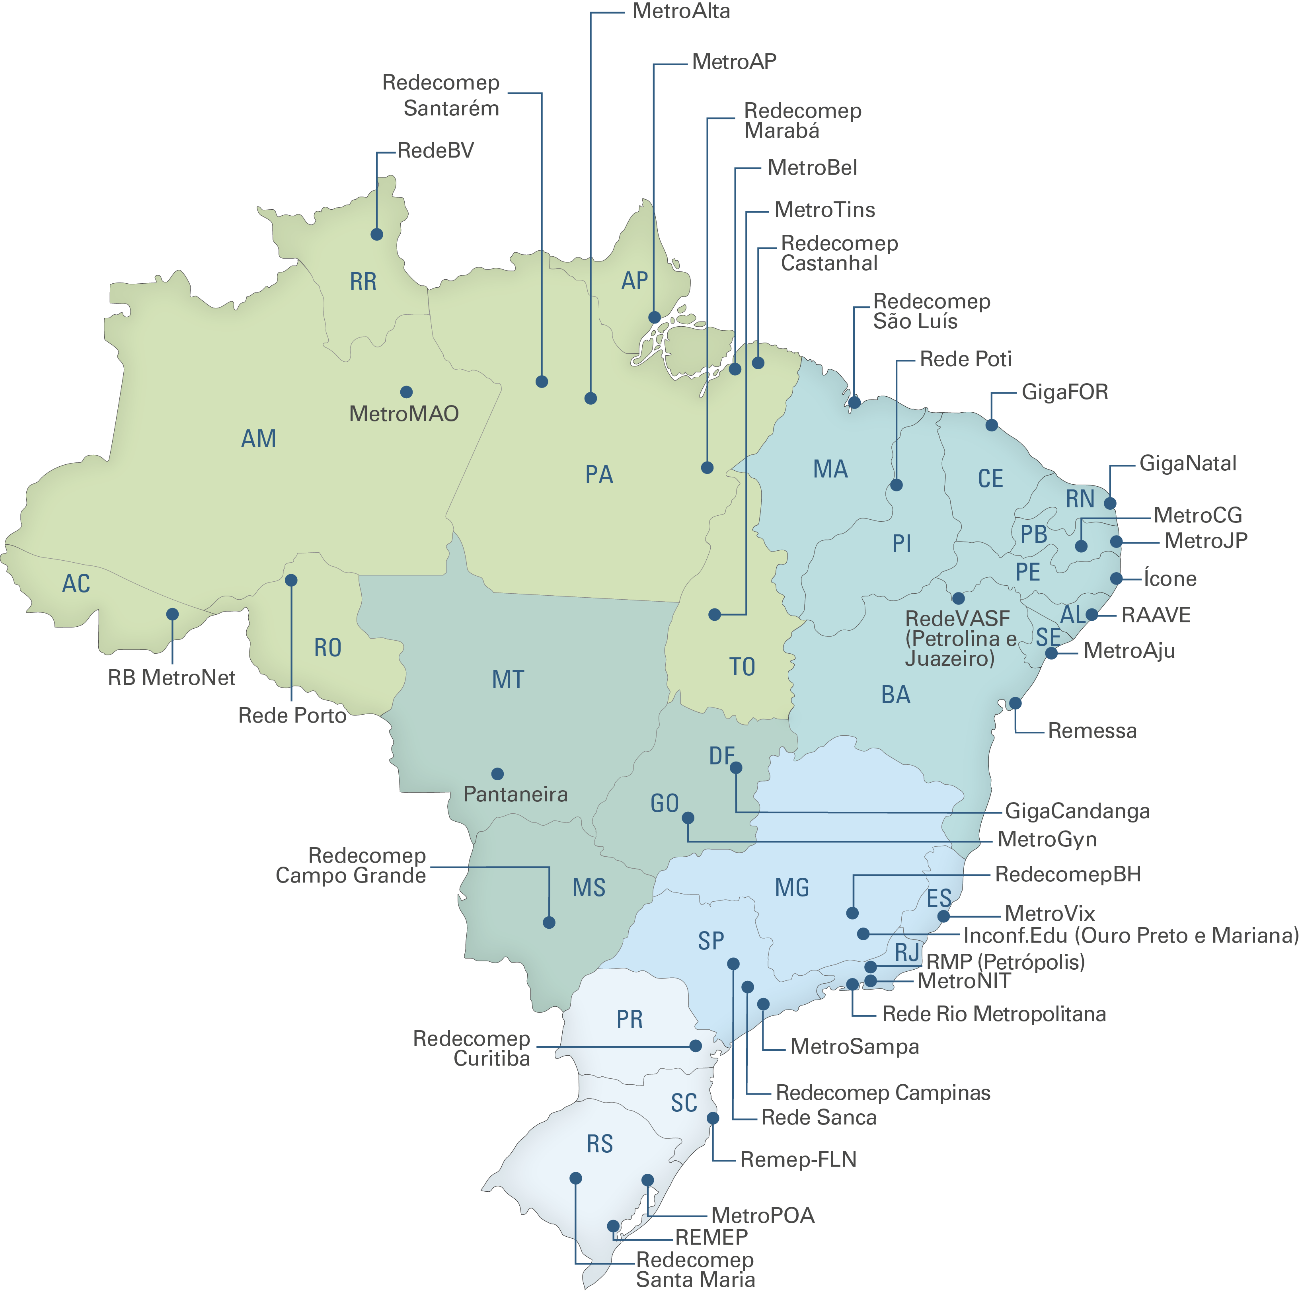 MetroAlta
MetroAP
Redecomep
Santarém
Redecomep
Marabá
RedeBV
MetroBel
MetroTins
Redecomep
Castanhal
RR
AP
Redecomep
São Luís
Rede Poti
GigaFOR
MetroMAO
AM
PA
MA
CE
GigaNatal
RN
MetroCG
PB
MetroJP
PI
PE
Ícone
AC
RedeVASF
(Petrolina e
Juazeiro)
AL
RAAVE
SE
MetroAju
RO
RB MetroNet
TO
MT
BA
Rede Porto
Remessa
DF
Pantaneira
GO
GigaCandanga
MetroGyn
Redecomep
Campo Grande
MS
MG
RedecomepBH
ES
MetroVix
Inconf.Edu (Ouro Preto e Mariana)
SP
RJ
RMP (Petrópolis)
MetroNIT
Rede Rio Metropolitana
PR
Redecomep
Curitiba
MetroSampa
Redecomep Campinas
SC
Rede Sanca
RS
Remep-FLN
MetroPOA
REMEP
Redecomep
Santa Maria